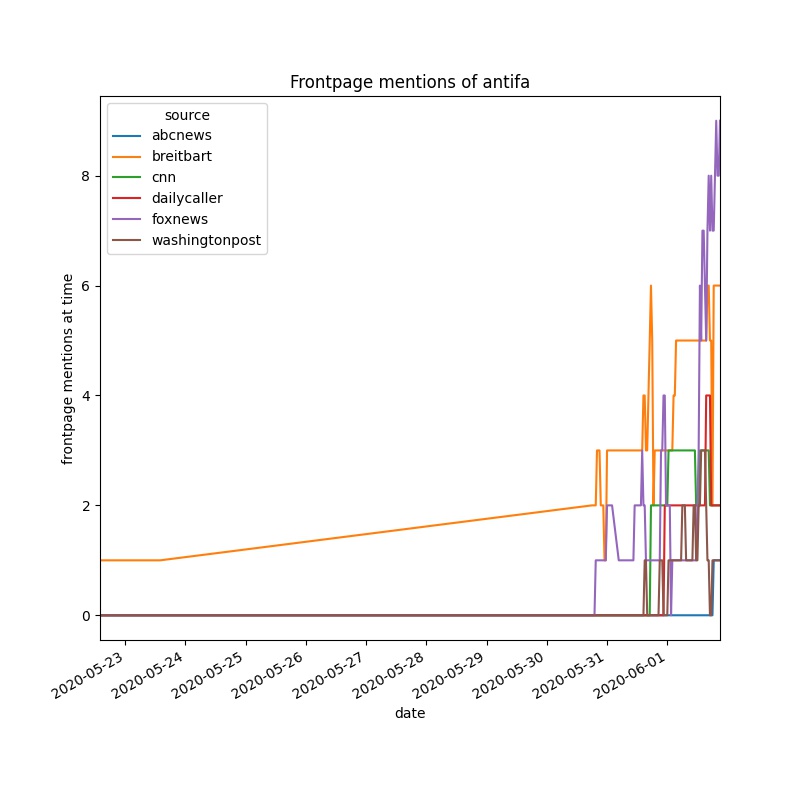 Frontpage mentions of antifa
source
abcnews
breitbart
cnn
dailycaller
foxnews
washingtonpost
frontpage mentions at time
8
6
4
2
0
2020-05-23
2020-05-24
2020-05-25
2020-05-26
2020-05-27
2020-05-28
2020-05-29
2020-05-30
2020-05-31
2020-06-01
date